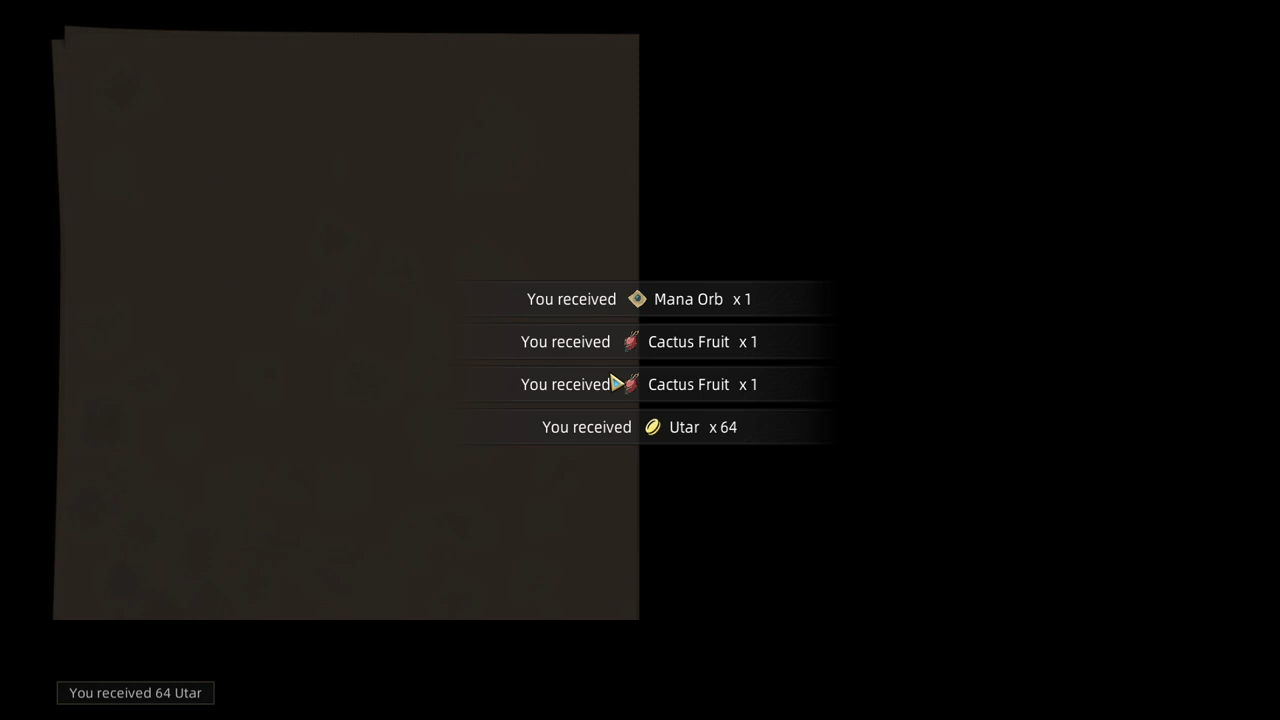 You received Mana Orb x 1
You received Cactus Fruit x 1
You received Cactus Fruit x 1
You received Utar x 64
You received 64 Utar